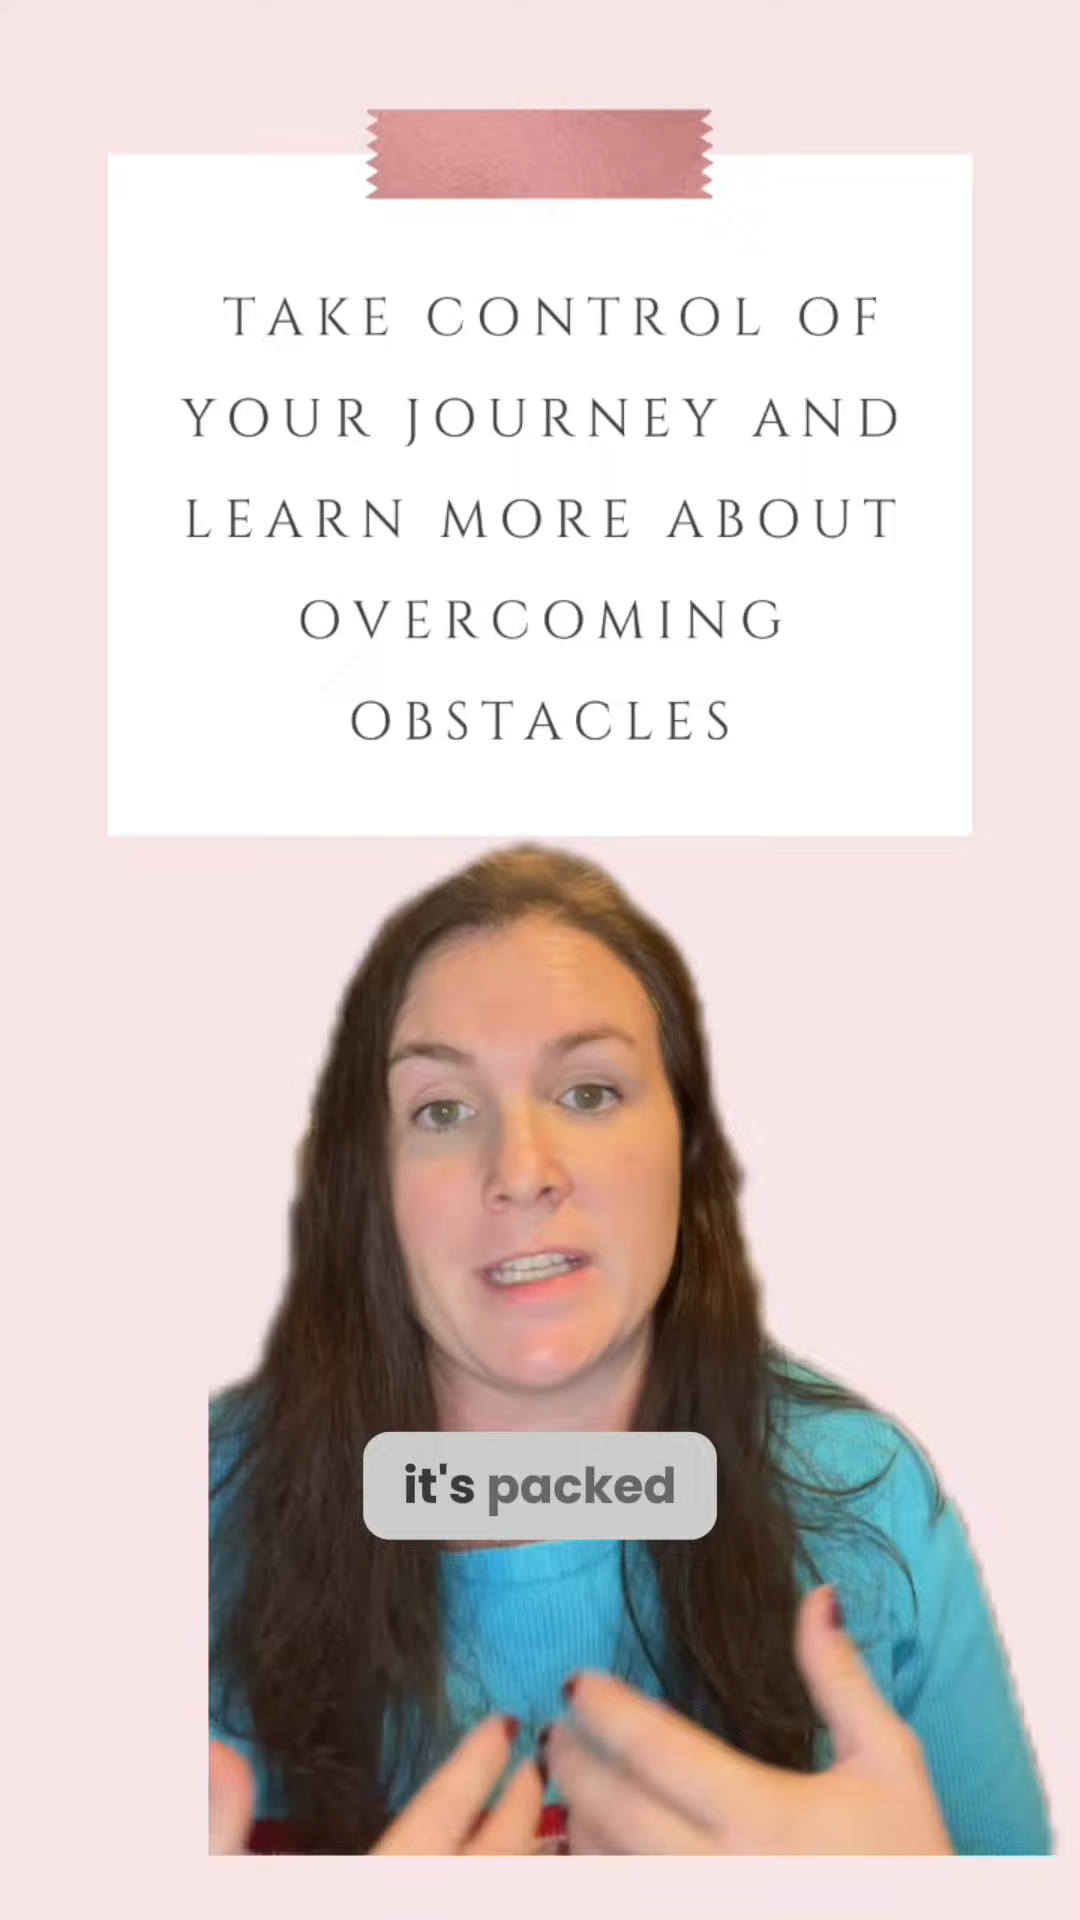 TAKE CONTROL OF
YOUR JOURNEY AND
LEARN MORE ABOUT
OVERCOMING
OBSTACLES
it's packed